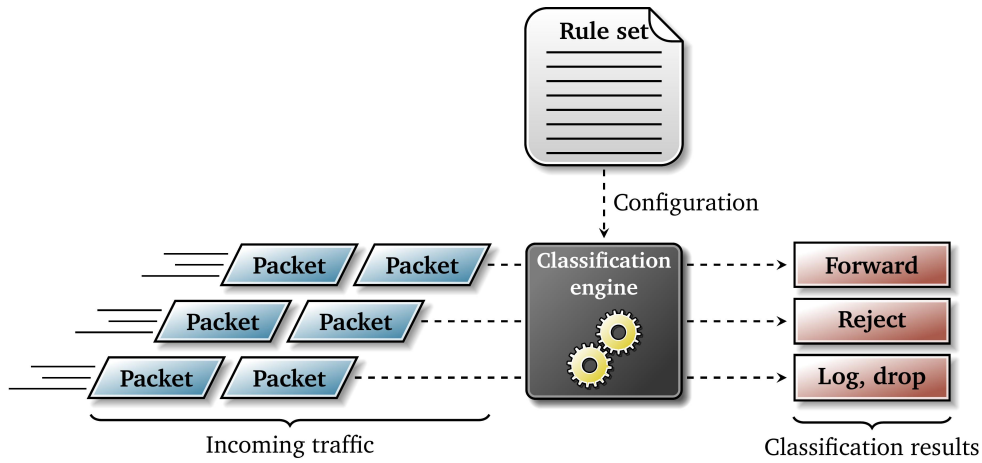 Rule set
Configuration
Classification
engine
Packet Packet
Packet Packet
Packet Packet
Forward
Reject
Log, drop
Incoming traffic
Classification results